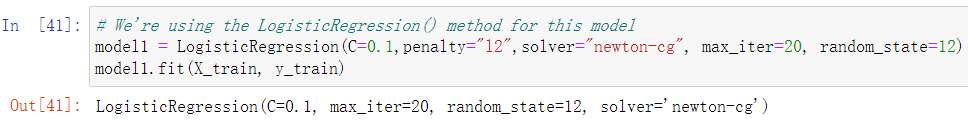 In [41]: # We're using the LogisticRegression() method for this model
model1 = LogisticRegression(C=0.1,penalty="l2",solver="newton-cg", max_iter=20, random_state=12)
model1.fit(X_train, y_train)
Out[41]: LogisticRegression(C=0.1, max_iter=20, random_state=12, solver='newton-cg')